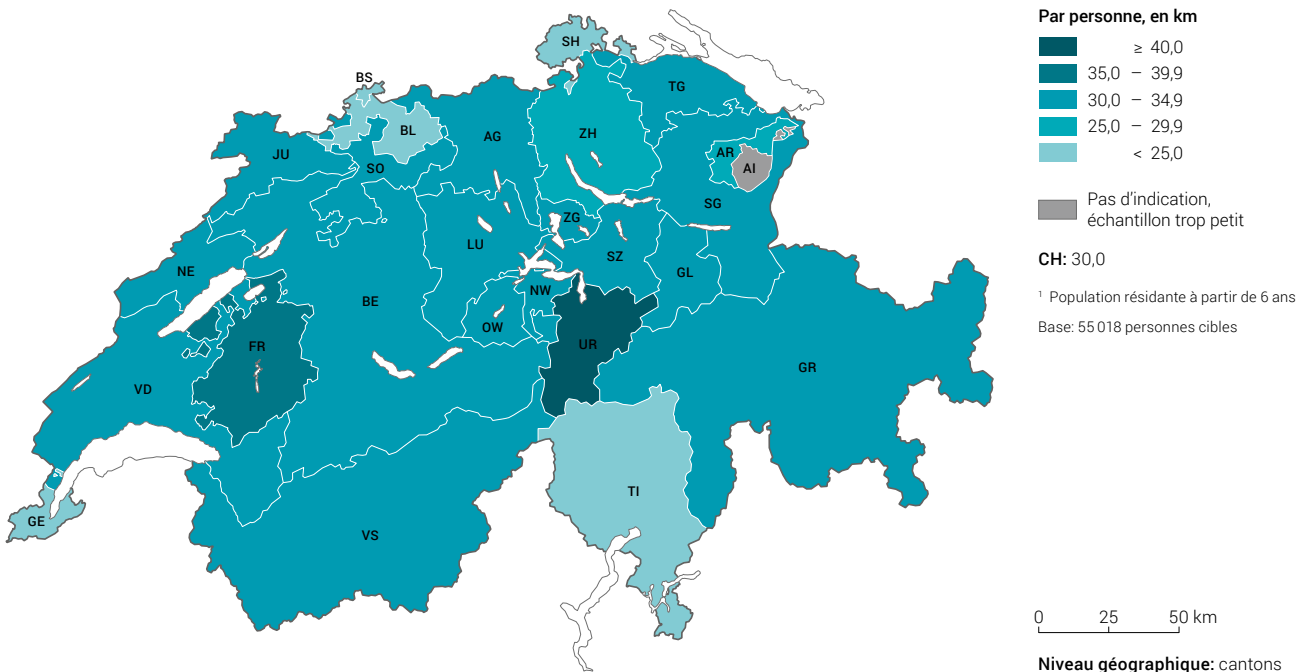 SH
BS
TG
BL
AG
ZH
JU
SO
AR
AI
SG
ZG
LU
SZ
NE
GL
BE
NW
OW
UR
FR
GR
VD
TI
GE
VS
Par personne, en km
≥ 40,0
35,0 – 39,9
30,0 – 34,9
25,0 – 29,9
< 25,0
Pas d'indication,
échantillon trop petit
CH: 30,0
¹ Population résidante à partir de 6 ans
Base: 55 018 personnes cibles
0 25 50 km
Niveau géographique: cantons